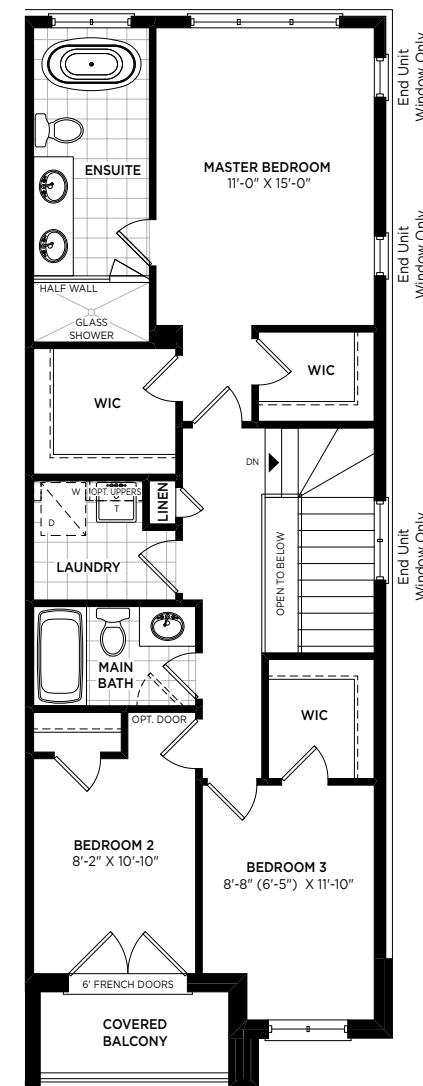 End Unit
Window Only
ENSUITE
MASTER BEDROOM
11'-0" X 15'-0"
End Unit
Window Only
HALF WALL
GLASS
SHOWER
WIC
WIC
DN
W
OPT. UPPERS
T
D
LINEN
LAUNDRY
OPEN TO BELOW
End Unit
Window Only
MAIN
BATH
OPT. DOOR
WIC
BEDROOM 2
8'-2" X 10'-10"
BEDROOM 3
8'-8" (6'-5") X 11'-10"
6' FRENCH DOORS
COVERED
BALCONY